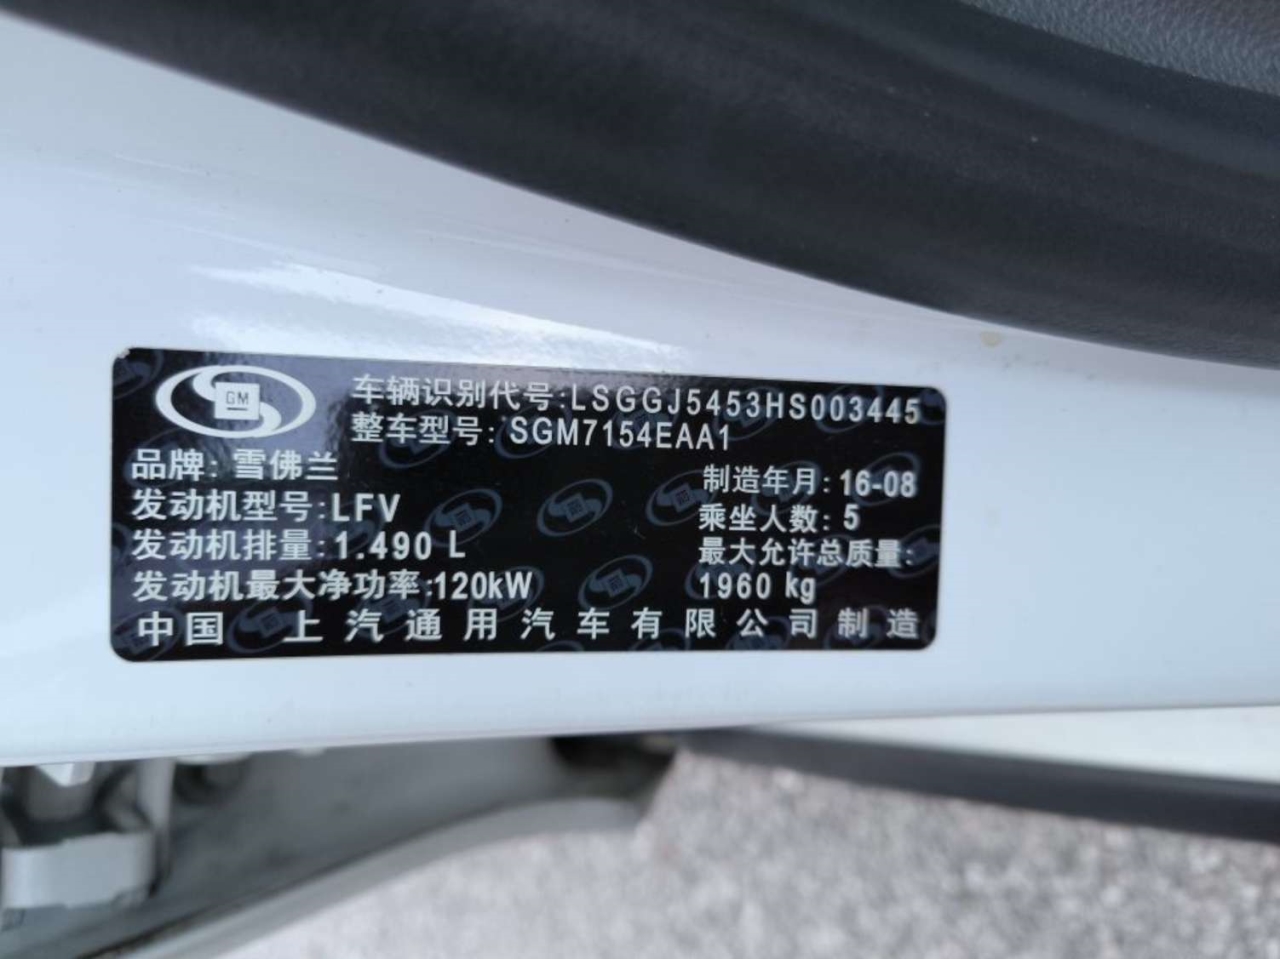 GM
车辆识别代号:LSGGJ5453HS003445
整车型号:SGM7154EAA1
品牌:雪佛兰
制造年月:16-08
发动机型号:LFV
乘坐人数:5
发动机排量:1.490 L
最大允许总质量:
发动机最大净功率:120kW
1960 kg
中国 上汽通用汽车有限公司制造